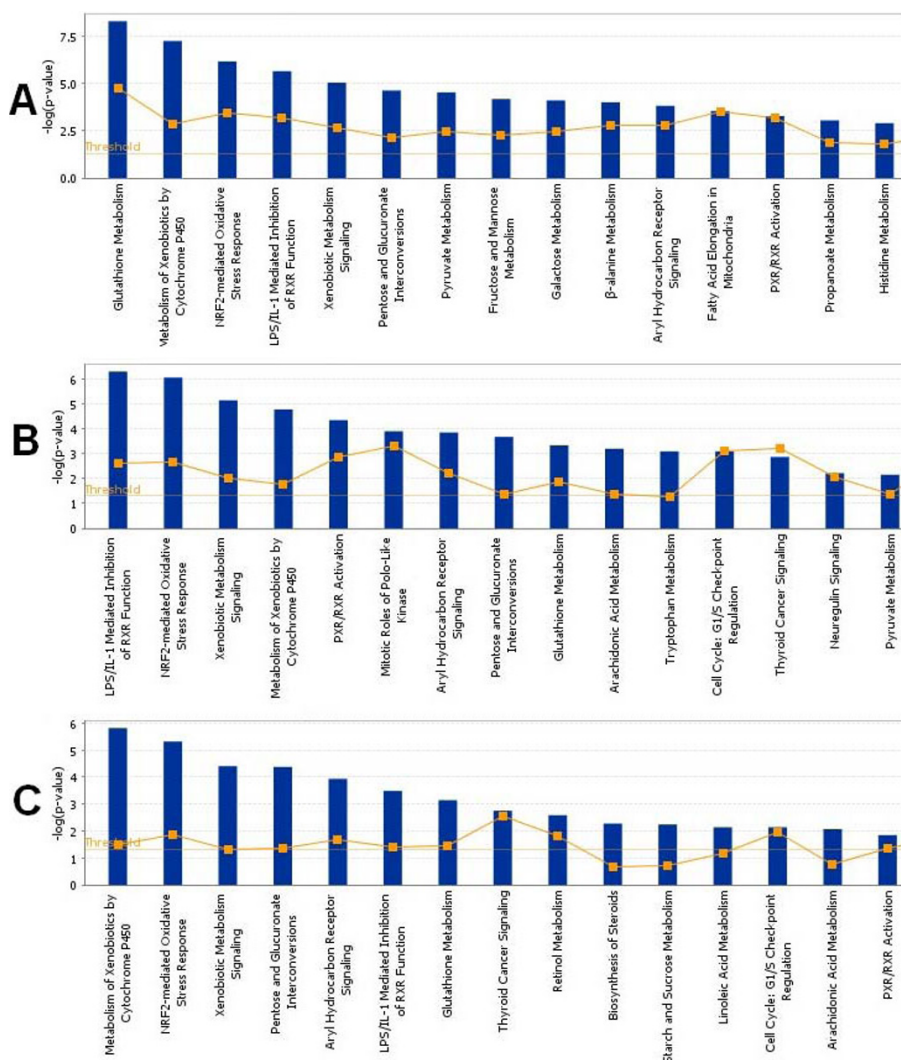 A
-log(p-value)
7.5
5.0
2.5
0.0
Threshold
Glutathione Metabolism
Metabolism of Xenobiotics by
Cytochrome P450
NRF2-mediated Oxidative
Stress Response
LPS/IL-1 Mediated Inhibition
of RXR Function
Xenobiotic Metabolism
Signaling
Pentose and Glucuronate
Interconversions
Pyruvate Metabolism
Fructose and Mannose
Metabolism
Galactose Metabolism
β-alanine Metabolism
Aryl Hydrocarbon Receptor
Signaling
Fatty Acid Elongation in
Mitochondria
PXR/RXR Activation
Propanoate Metabolism
Histidine Metabolism
B
-log(p-value)
6
5
4
3
2
1
0
Threshold
LPS/IL-1 Mediated Inhibition
of RXR Function
NRF2-mediated Oxidative
Stress Response
Xenobiotic Metabolism
Signaling
Metabolism of Xenobiotics by
Cytochrome P450
PXR/RXR Activation
Mitotic Roles of Polo-Like
Kinase
Aryl Hydrocarbon Receptor
Signaling
Pentose and Glucuronate
Interconversions
Glutathione Metabolism
Arachidonic Acid Metabolism
Tryptophan Metabolism
Cell Cycle: G1/S Checkpoint
Regulation
Thyroid Cancer Signaling
Neuregulin Signaling
Pyruvate Metabolism
C
-log(p-value)
6
5
4
3
2
1
0
Threshold
Metabolism of Xenobiotics by
Cytochrome P450
NRF2-mediated Oxidative
Stress Response
Xenobiotic Metabolism
Signaling
Pentose and Glucuronate
Interconversions
Aryl Hydrocarbon Receptor
Signaling
LPS/IL-1 Mediated Inhibition
of RXR Function
Glutathione Metabolism
Thyroid Cancer Signaling
Retinol Metabolism
Biosynthesis of Steroids
Starch and Sucrose Metabolism
Linoleic Acid Metabolism
Cell Cycle: G1/S Checkpoint
Regulation
Arachidonic Acid Metabolism
PXR/RXR Activation